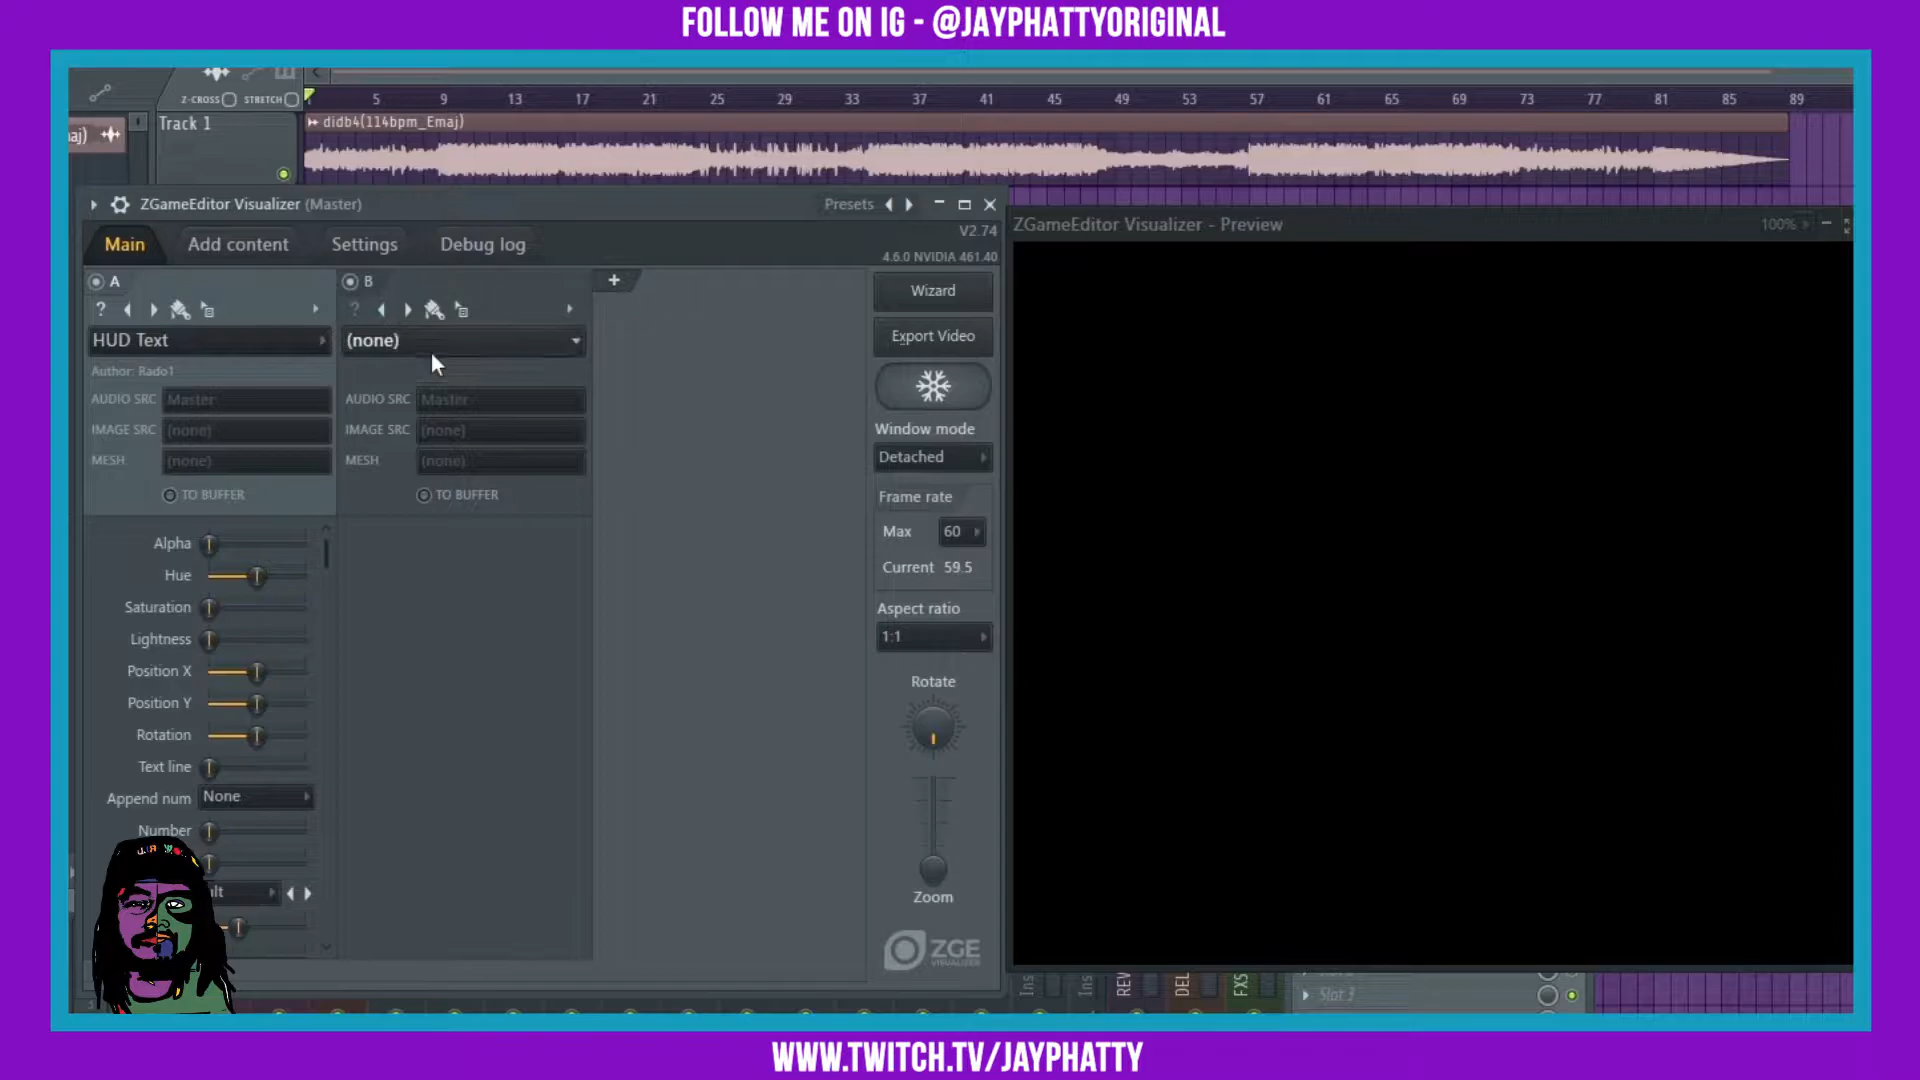 FOLLOW ME ON IG - @JAYPHATTYORIGINAL
Z-CROSS STRETCH
5 9 13 17 21 25 29 33 37 41 45 49 53 57 61 65 69 73 77 81 85 89
Track 1
didb4(114bpm_Emaj)
ZGameEditor Visualizer (Master)
Presets
ZGameEditor Visualizer - Preview
100%
Main
Add content
Settings
Debug log
V2.74
4.6.0 NVIDIA 461.40
A
B
+
?
?
HUD Text
(none)
Author: Rado1
AUDIO SRC Master
IMAGE SRC (none)
MESH (none)
TO BUFFER
AUDIO SRC Master
IMAGE SRC (none)
MESH (none)
TO BUFFER
Alpha
Hue
Saturation
Lightness
Position X
Position Y
Rotation
Text line
Append num None
Number
Wizard
Export Video
Window mode
Detached
Frame rate
Max 60
Current 59.5
Aspect ratio
1:1
Rotate
Zoom
ZGE
VISUALIZER
REV
DEL
Slot 3
WWW.TWITCH.TV/JAYPHATTY